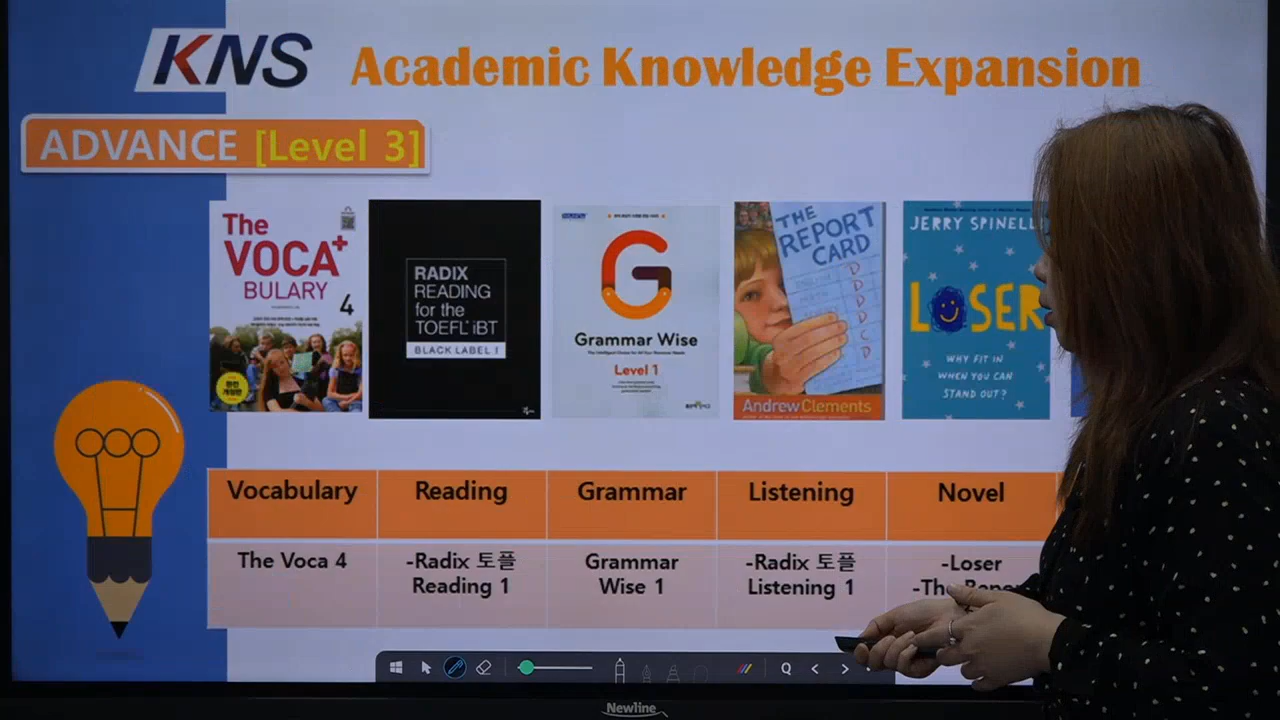 KNS
Academic Knowledge Expansion
ADVANCE [Level 3]
The
VOCA+
BULARY
4
RADIX
READING
for the
TOEFL iBT
BLACK LABEL I
G
Grammar Wise
Level 1
THE
REPORT
CARD
D
D
D
D
C
D
Andrew Clements
JERRY SPINELL
LOSER
WHY FIT IN
WHEN YOU CAN
STAND OUT?
Vocabulary Reading Grammar Listening Novel
The Voca 4
-Radix 토플
Reading 1
Grammar
Wise 1
-Radix 토플
Listening 1
-Loser
-The Repor
Newline